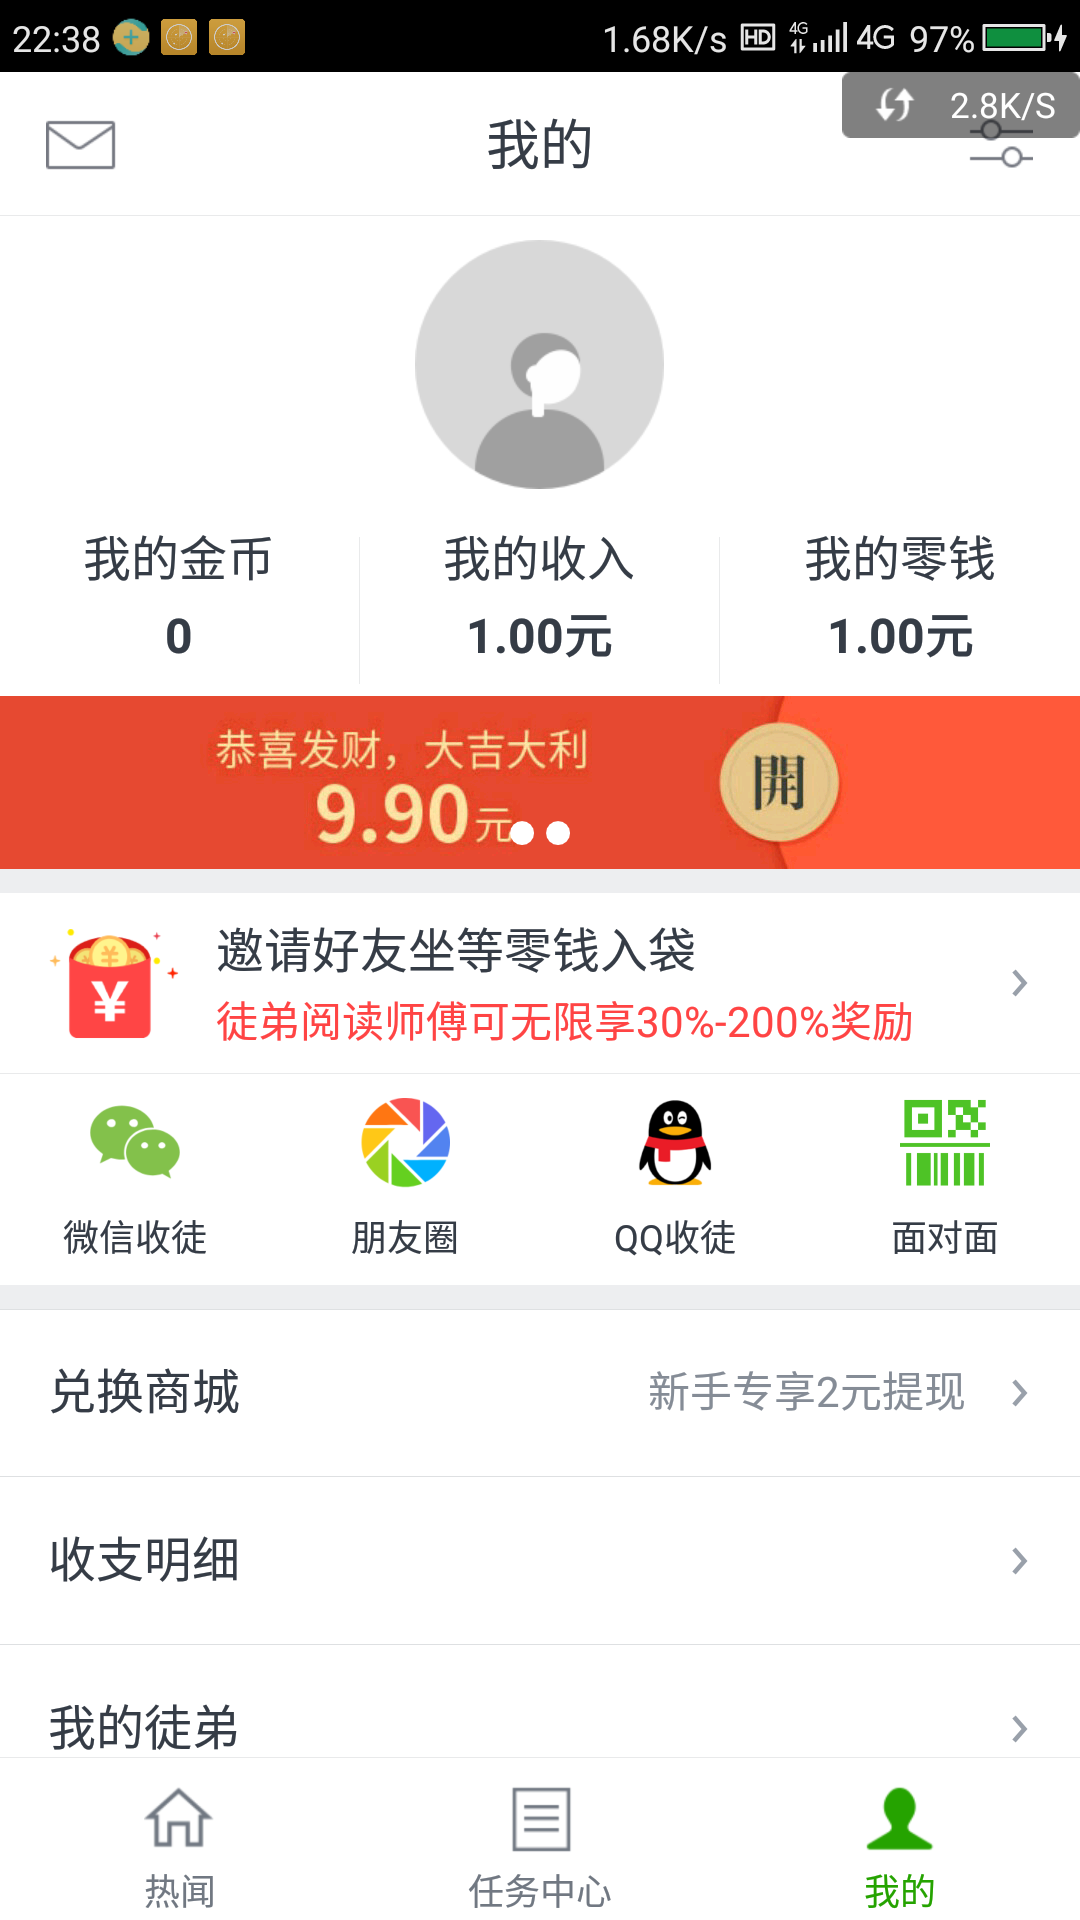 22:38 1.68K/s HD 4G 4G 97%
2.8K/S
我的
我的金币 我的收入 我的零钱
0 1.00元 1.00元
恭喜发财，大吉大利
9.90元
開
邀请好友坐等零钱入袋
¥
徒弟阅读师傅可无限享30%-200%奖励
微信收徒 朋友圈 QQ收徒 面对面
兑换商城 新手专享2元提现
收支明细
我的徒弟
热闻 任务中心 我的